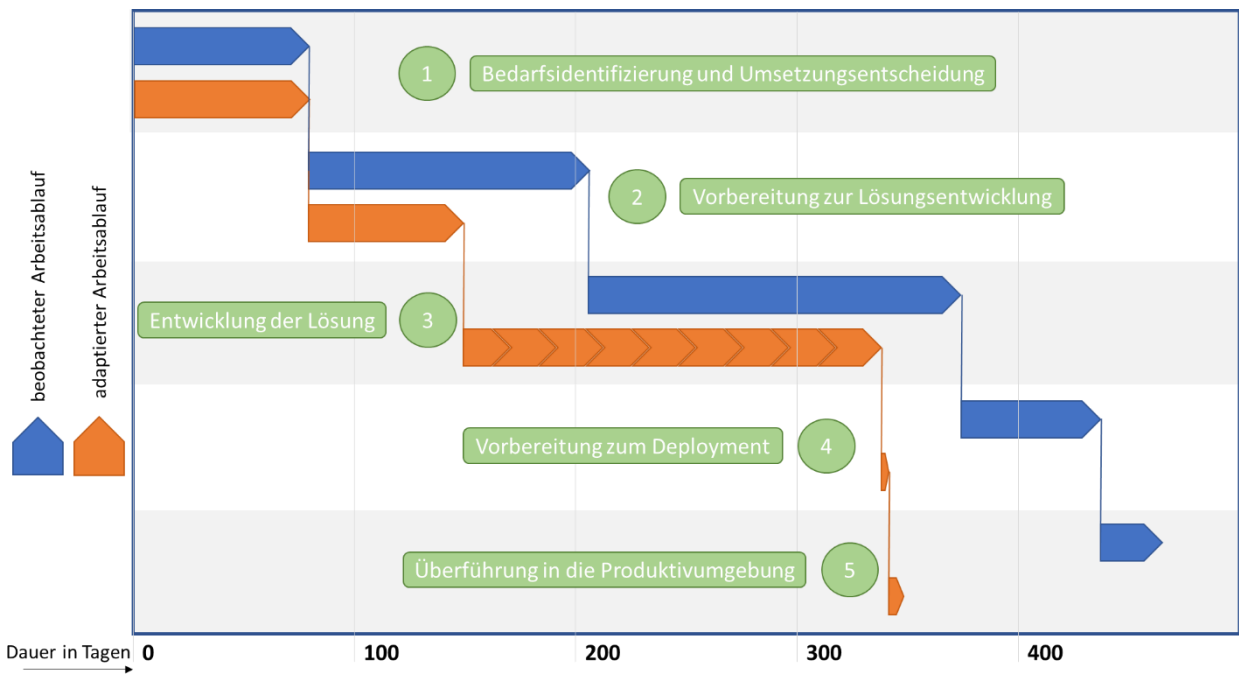 1 Bedarfsidentifizierung und Umsetzungsentscheidung
2 Vorbereitung zur Lösungsentwicklung
Entwicklung der Lösung 3
Vorbereitung zum Deployment 4
Überführung in die Produktivumgebung 5
beobachteter Arbeitsablauf
adaptierter Arbeitsablauf
Dauer in Tagen 0 100 200 300 400